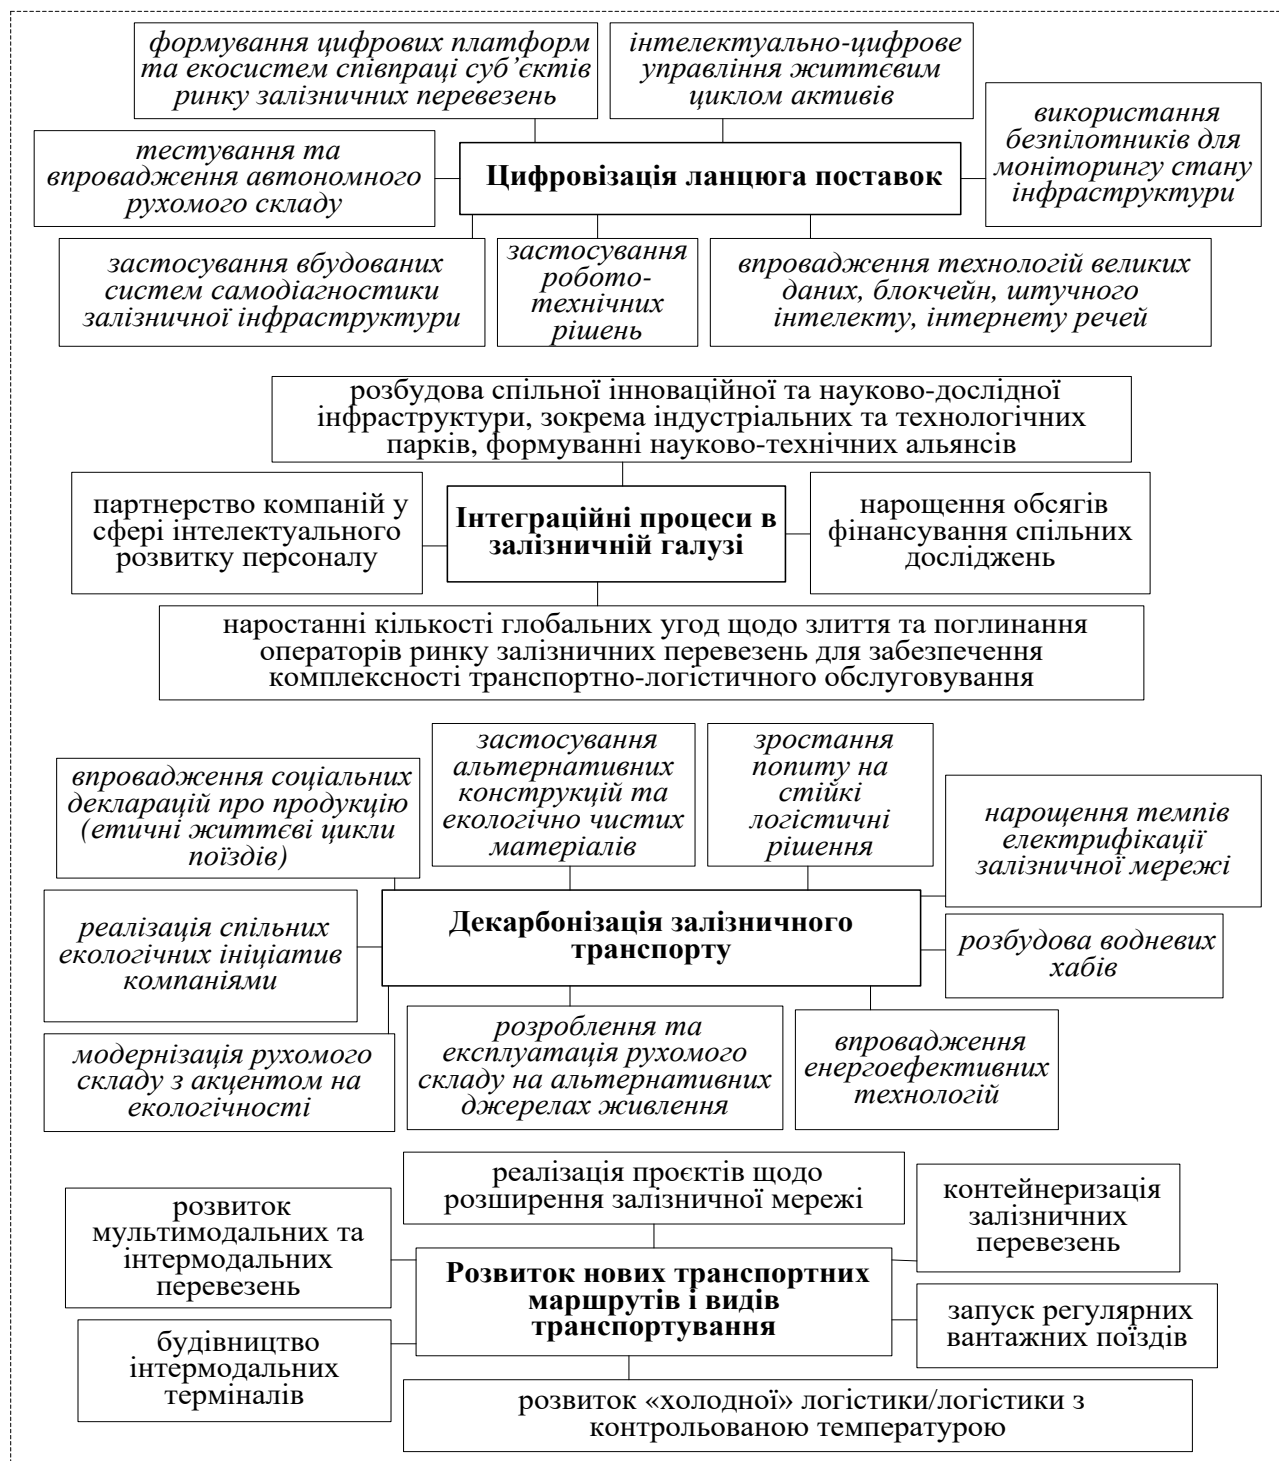 формування цифрових платформ
та екосистем співпраці суб’єктів
ринку залізничних перевезень
інтелектуально-цифрове
управління життєвим
циклом активів
використання
безпілотників для
моніторингу стану
інфраструктури
тестування та
впровадження автономного
рухомого складу
Цифровізація ланцюга поставок
застосування вбудованих
систем самодіагностики
залізничної інфраструктури
застосування
робото-
технічних
рішень
впровадження технологій великих
даних, блокчейн, штучного
інтелекту, інтернету речей
розбудова спільної інноваційної та науково-дослідної
інфраструктури, зокрема індустріальних та технологічних
парків, формуванні науково-технічних альянсів
партнерство компаній у
сфері інтелектуального
розвитку персоналу
Інтеграційні процеси в
залізничній галузі
нарощення обсягів
фінансування спільних
досліджень
наростанні кількості глобальних угод щодо злиття та поглинання
операторів ринку залізничних перевезень для забезпечення
комплексності транспортно-логістичного обслуговування
впровадження соціальних
декларацій про продукцію
(етичні життєві цикли
поїздів)
застосування
альтернативних
конструкцій та
екологічно чистих
матеріалів
зростання
попиту на
стійкі
логістичні
рішення
нарощення темпів
електрифікації
залізничної мережі
реалізація спільних
екологічних ініціатив
компаніями
Декарбонізація залізничного
транспорту
розбудова водневих
хабів
модернізація рухомого
складу з акцентом на
екологічності
розроблення та
експлуатація рухомого
складу на альтернативних
джерелах живлення
впровадження
енергоефективних
технологій
реалізація проєктів щодо
розширення залізничної мережі
розвиток
мультимодальних та
інтермодальних
перевезень
контейнеризація
залізничних
перевезень
Розвиток нових транспортних
маршрутів і видів
транспортування
будівництво
інтермодальних
терміналів
запуск регулярних
вантажних поїздів
розвиток «холодної» логістики/логістики з
контрольованою температурою